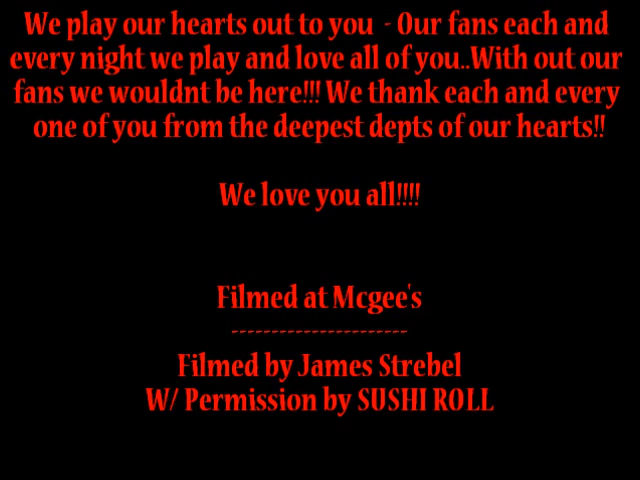 We play our hearts out to you - Our fans each and
every night we play and love all of you..With out our
fans we wouldnt be here!!! We thank each and every
one of you from the deepest depts of our hearts!!
We love you all!!!!
Filmed at Mcgee's
----------------------
Filmed by James Strebel
W/ Permission by SUSHI ROLL